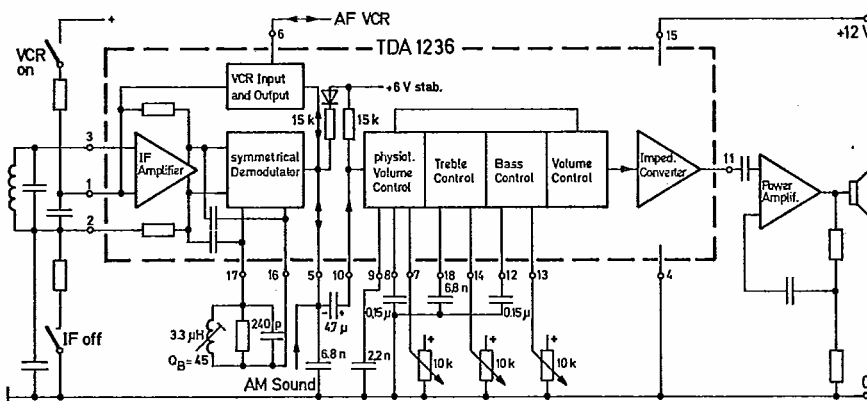 AF VCR
+
6
TDA 1236
15
+12 V
VCR
on
VCR Input
and Output
+6 V stab.
15 k
15 k
3
IF
Amplifier
symmetrical
Demodulator
physiol.
Volume
Control
Treble
Control
Bass
Control
Volume
Control
Imped.
Converter
11
Power
Amplif.
1
2
17
16
5
10
9
8
7
18
14
12
13
4
6,8 n
0,15 µ
0,15 µ
- +
47 µ
3.3 µH
240 p
Q_B = 45
IF off
AM Sound
6.8 n
2,2 n
+
10 k
+
10 k
+
10 k